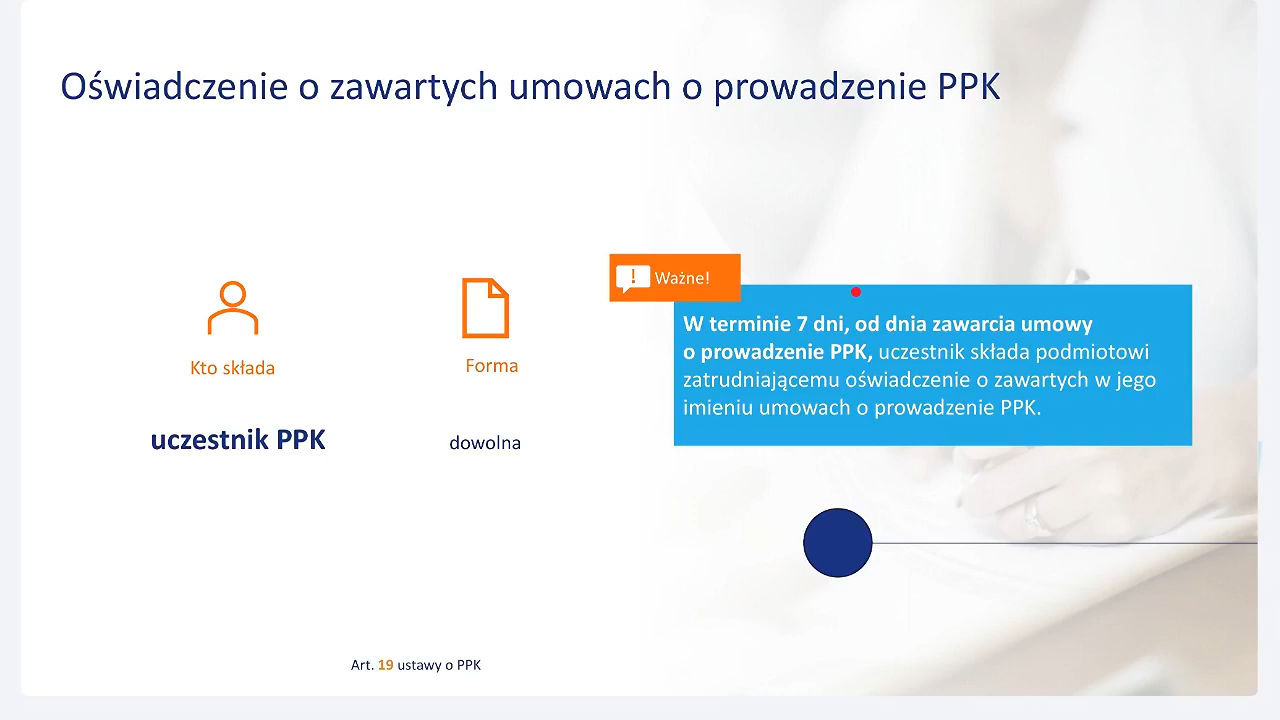 Oświadczenie o zawartych umowach o prowadzenie PPK
Kto składa
uczestnik PPK
Forma
dowolna
Ważne!
W terminie 7 dni, od dnia zawarcia umowy
o prowadzenie PPK, uczestnik składa podmiotowi
zatrudniającemu oświadczenie o zawartych w jego
imieniu umowach o prowadzenie PPK.
Art. 19 ustawy o PPK